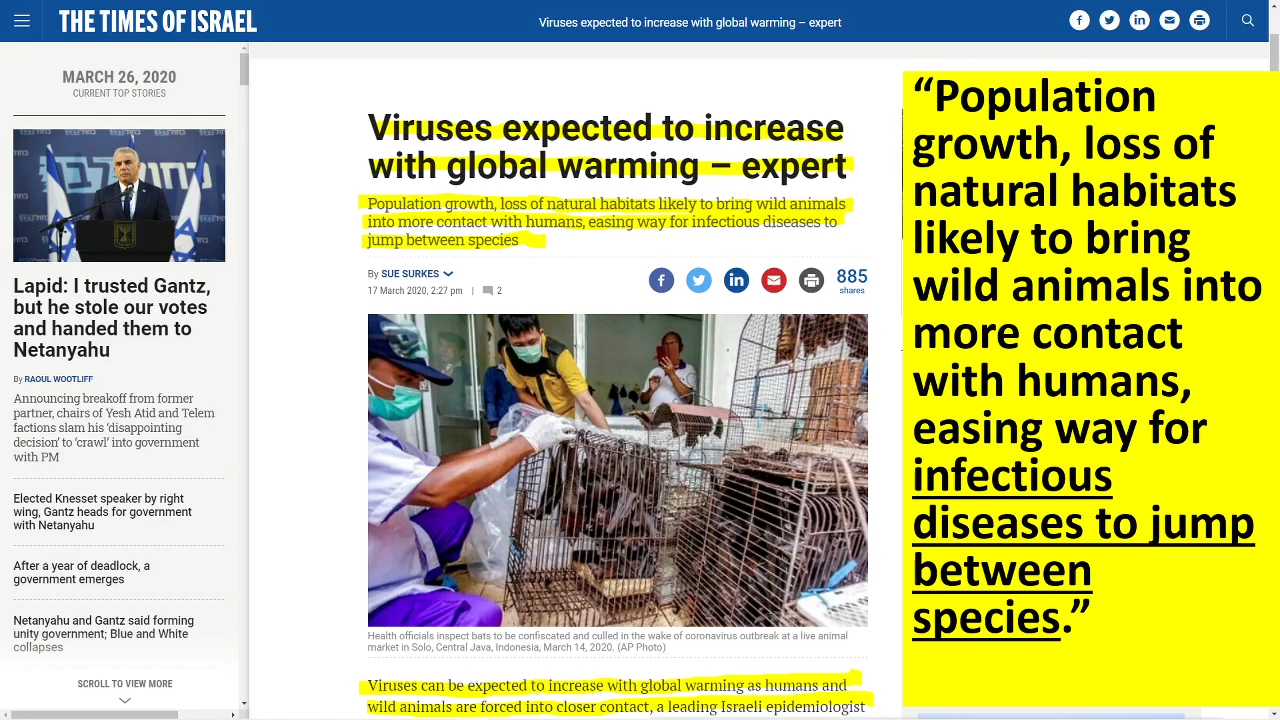 THE TIMES OF ISRAEL
Viruses expected to increase with global warming – expert
MARCH 26, 2020
CURRENT TOP STORIES
Lapid: I trusted Gantz,
but he stole our votes
and handed them to
Netanyahu
By RAOUL WOOTLIFF
Announcing breakoff from former
partner, chairs of Yesh Atid and Telem
factions slam his ‘disappointing
decision’ to ‘crawl’ into government
with PM
Elected Knesset speaker by right
wing, Gantz heads for government
with Netanyahu
After a year of deadlock, a
government emerges
Netanyahu and Gantz said forming
unity government; Blue and White
collapses
SCROLL TO VIEW MORE
Viruses expected to increase
with global warming – expert
Population growth, loss of natural habitats likely to bring wild animals
into more contact with humans, easing way for infectious diseases to
jump between species
By SUE SURKES
17 March 2020, 2:27 pm | 2
885
shares
Health officials inspect bats to be confiscated and culled in the wake of coronavirus outbreak at a live animal
market in Solo, Central Java, Indonesia, March 14, 2020. (AP Photo)
Viruses can be expected to increase with global warming as humans and
wild animals are forced into closer contact, a leading Israeli epidemiologist
“Population
growth, loss of
natural habitats
likely to bring
wild animals into
more contact
with humans,
easing way for
infectious
diseases to jump
between
species.”